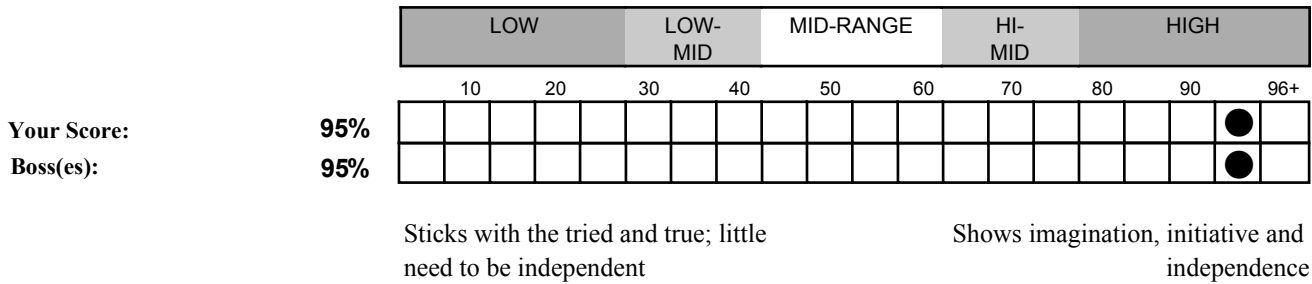 LOW LOW- MID-RANGE HI- HIGH
MID MID
10 20 30 40 50 60 70 80 90 96+
Your Score: 95%
Boss(es): 95%
Sticks with the tried and true; little Shows imagination, initiative and
need to be independent independence